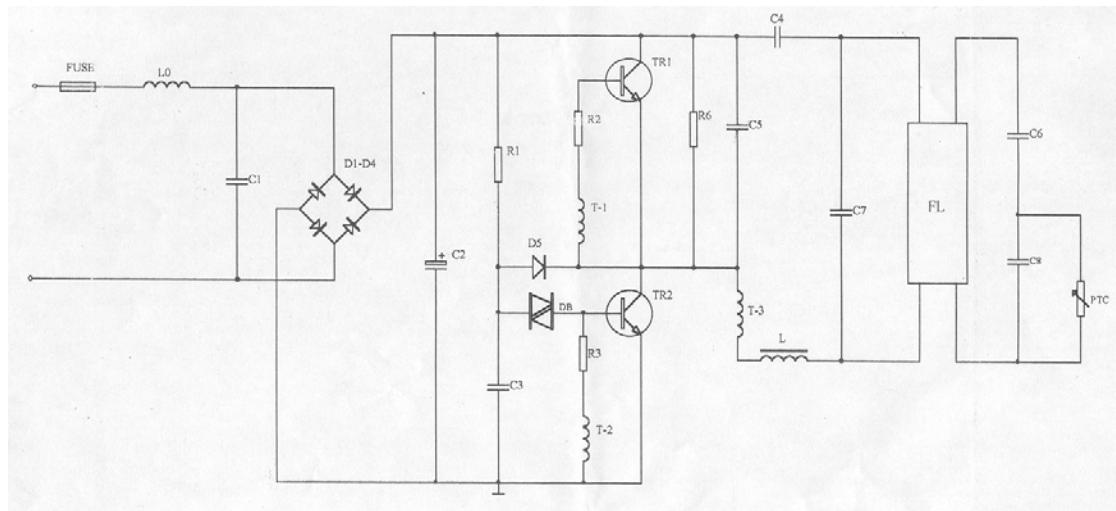 C4
TR1
FUSE
L0
R2
R6
C5
C6
R1
D1-D4
C1
T-1
C7
FL
D5
C2
+
C8
DB
TR2
T-3
PTC
R3
L
C3
T-2